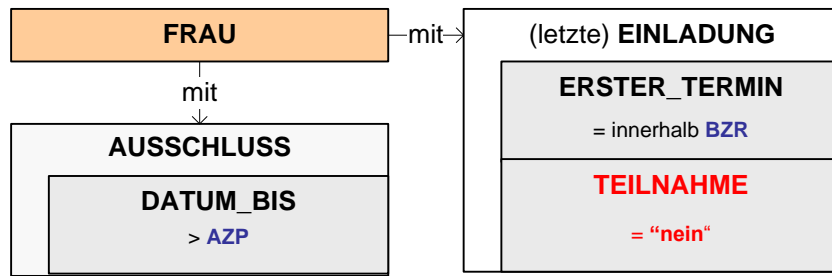 FRAU
mit
(letzte) EINLADUNG
ERSTER_TERMIN
= innerhalb BZR
TEILNAHME
= “nein“
mit
AUSSCHLUSS
DATUM_BIS
> AZP